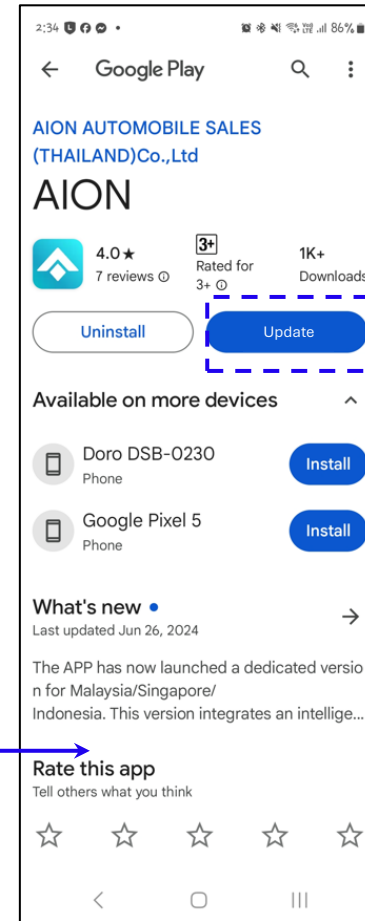 2:34
86%
Google Play
AION AUTOMOBILE SALES
(THAILAND)Co.,Ltd
AION
4.0★
7 reviews
3+
Rated for
3+
1K+
Downloads
Uninstall
Update
Available on more devices
Doro DSB-0230
Phone
Install
Google Pixel 5
Phone
Install
What's new
Last updated Jun 26, 2024
The APP has now launched a dedicated versio
n for Malaysia/Singapore/
Indonesia. This version integrates an intellige...
Rate this app
Tell others what you think